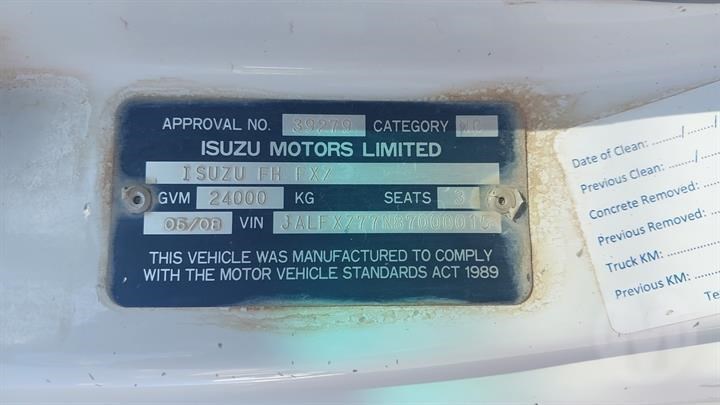 APPROVAL NO. 39279 CATEGORY NC
ISUZU MOTORS LIMITED
ISUZU FH FXZ
GVM 24000 KG SEATS 3
05/08 VIN
THIS VEHICLE WAS MANUFACTURED TO COMPLY
WITH THE MOTOR VEHICLE STANDARDS ACT 1989
Date of Clean: ....../....../
Previous Clean: ....../
Concrete Removed:
Previous Removed:
Truck KM:
Previous KM: